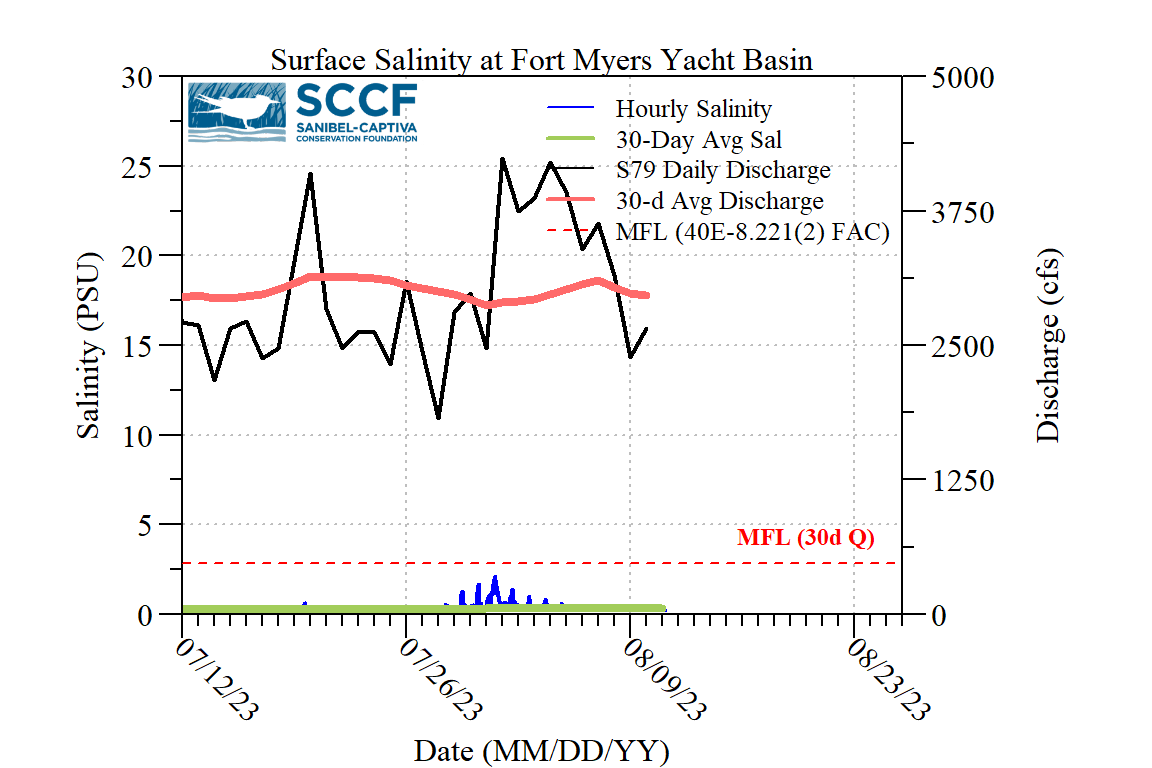 Surface Salinity at Fort Myers Yacht Basin
SCCF
SANIBEL-CAPTIVA
CONSERVATION FOUNDATION
Hourly Salinity
30-Day Avg Sal
S79 Daily Discharge
30-d Avg Discharge
MFL (40E-8.221(2) FAC)
30
25
20
15
10
5
0
Salinity (PSU)
5000
3750
2500
1250
0
Discharge (cfs)
MFL (30d Q)
07/12/23
07/26/23
08/09/23
08/23/23
Date (MM/DD/YY)